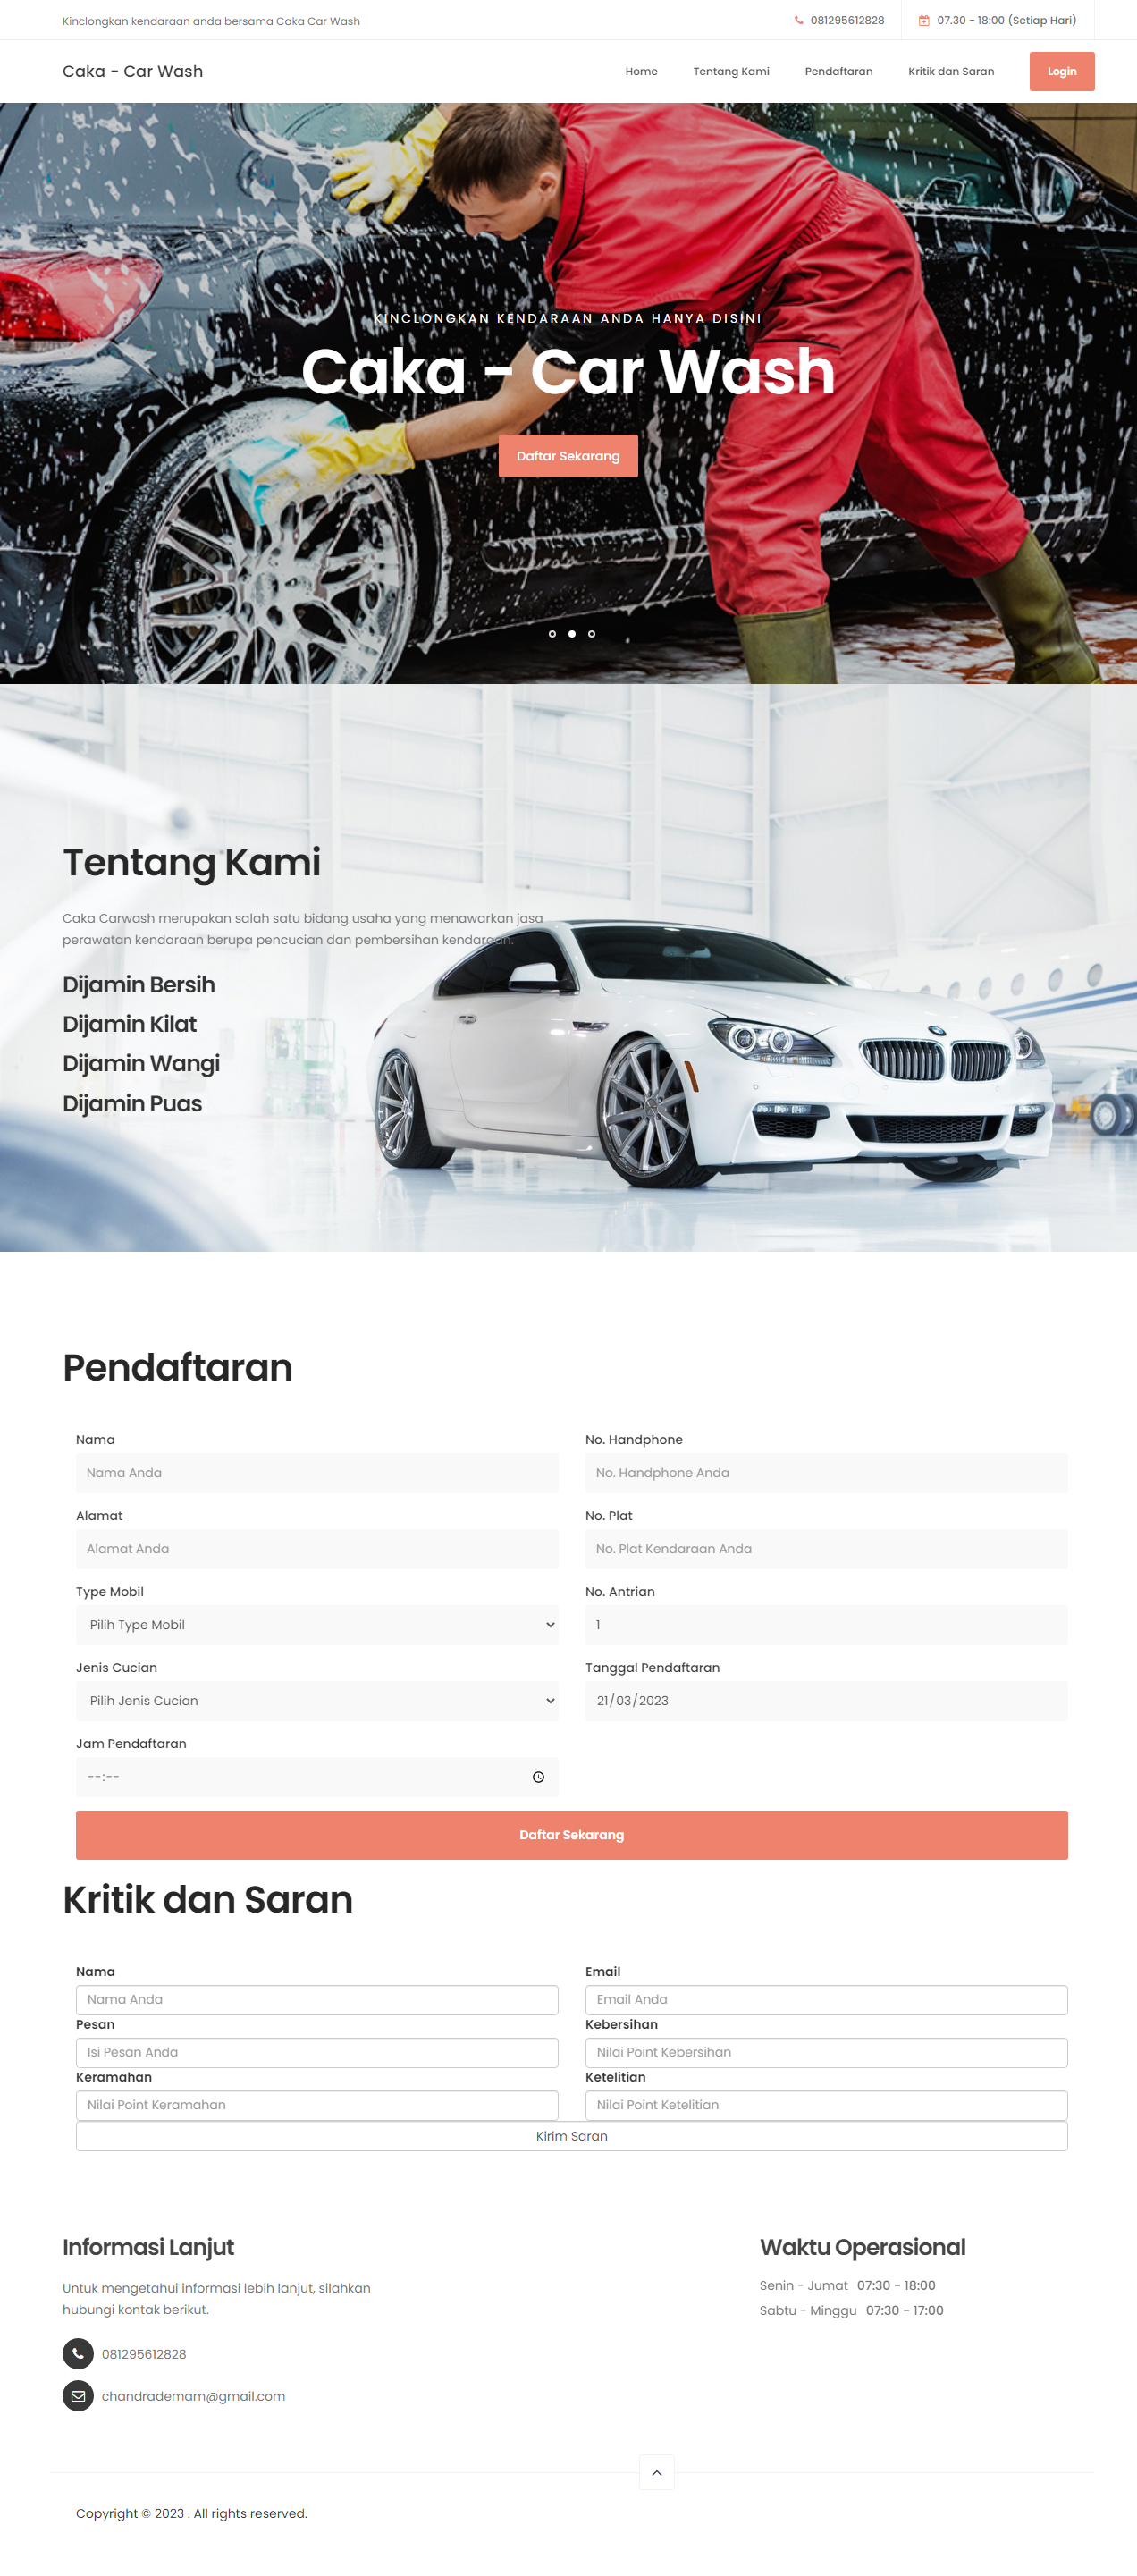 Kinclongkan kendaraan anda bersama Caka Car Wash
081295612828
07.30 - 18:00 (Setiap Hari)
Caka - Car Wash
Home
Tentang Kami
Pendaftaran
Kritik dan Saran
Login
KINCLONGKAN KENDARAAN ANDA HANYA DISINI
Caka - Car Wash
Daftar Sekarang
Tentang Kami
Caka Carwash merupakan salah satu bidang usaha yang menawarkan jasa
perawatan kendaraan berupa pencucian dan pembersihan kendaraan.
Dijamin Bersih
Dijamin Kilat
Dijamin Wangi
Dijamin Puas
Pendaftaran
Nama
No. Handphone
Nama Anda
No. Handphone Anda
Alamat
No. Plat
Alamat Anda
No. Plat Kendaraan Anda
Type Mobil
No. Antrian
Pilih Type Mobil
1
Jenis Cucian
Tanggal Pendaftaran
Pilih Jenis Cucian
21/03/2023
Jam Pendaftaran
--:--
Daftar Sekarang
Kritik dan Saran
Nama
Email
Nama Anda
Email Anda
Pesan
Kebersihan
Isi Pesan Anda
Nilai Point Kebersihan
Keramahan
Ketelitian
Nilai Point Keramahan
Nilai Point Ketelitian
Kirim Saran
Informasi Lanjut
Untuk mengetahui informasi lebih lanjut, silahkan
hubungi kontak berikut.
081295612828
chandrademam@gmail.com
Waktu Operasional
Senin - Jumat 07:30 - 18:00
Sabtu - Minggu 07:30 - 17:00
Copyright © 2023 . All rights reserved.